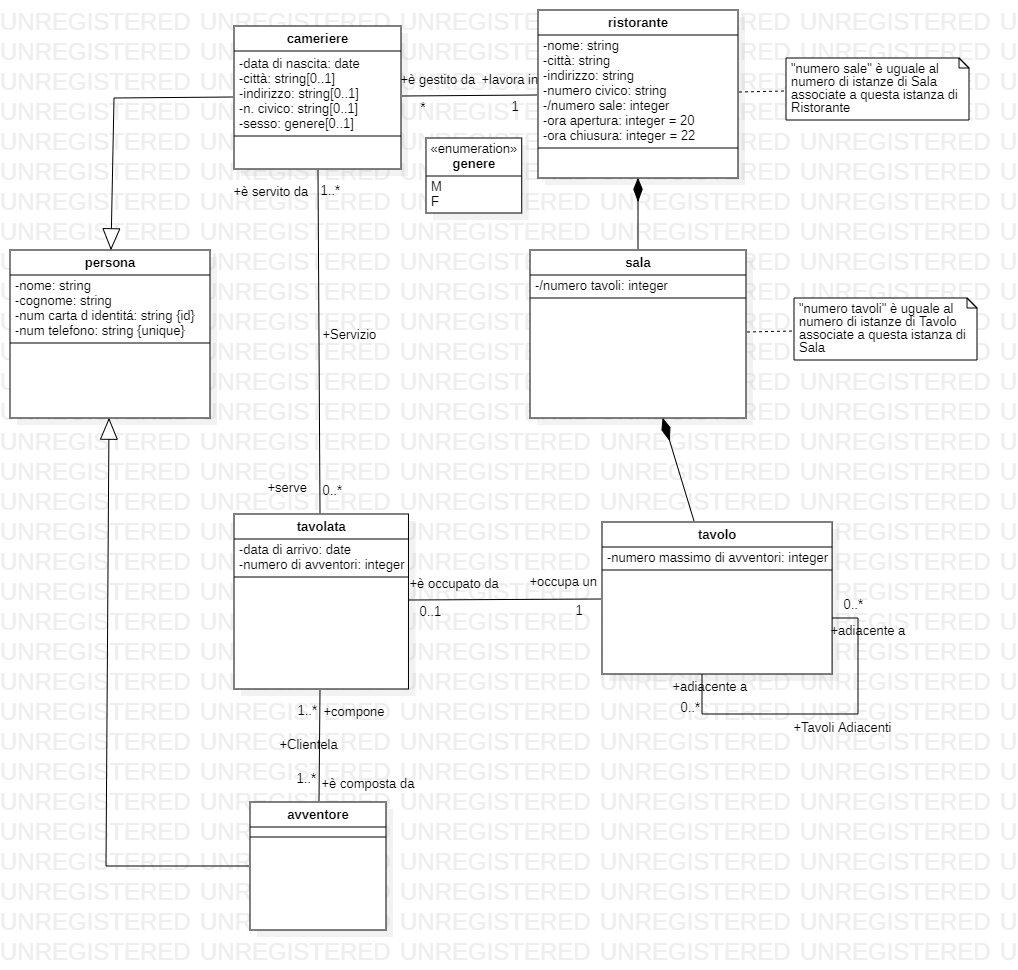 cameriere
-data di nascita: date
-città: string[0..1]
-indirizzo: string[0..1]
-n. civico: string[0..1]
-sesso: genere[0..1]
+è gestito da
+lavora in
*
1
ristorante
-nome: string
-città: string
-indirizzo: string
-numero civico: string
-/numero sale: integer
-ora apertura: integer = 20
-ora chiusura: integer = 22
"numero sale" è uguale al
numero di istanze di Sala
associate a questa istanza di
Ristorante
«enumeration»
genere
M
F
+è servito da
1..*
persona
-nome: string
-cognome: string
-num carta d identitá: string {id}
-num telefono: string {unique}
sala
-/numero tavoli: integer
"numero tavoli" è uguale al
numero di istanze di Tavolo
associate a questa istanza di
Sala
+Servizio
+serve
0..*
tavolata
-data di arrivo: date
-numero di avventori: integer
+è occupato da
+occupa un
0..1
1
tavolo
-numero massimo di avventori: integer
0..*
+adiacente a
+adiacente a
0..*
+Tavoli Adiacenti
1..*
+compone
+Clientela
1..*
+è composta da
avventore
UNREGISTERED